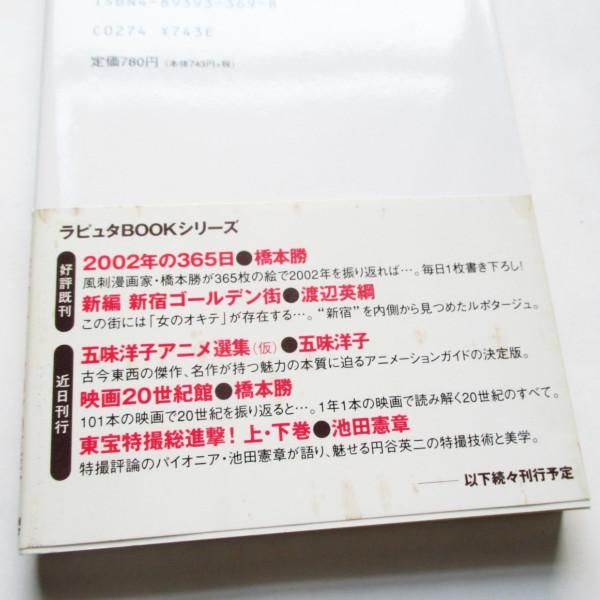 ISBN4-89393-369-8
C0274 ¥743E
定価780円（本体743円+税）
ラピュタBOOKシリーズ
好評既刊
2002年の365日●橋本勝
風刺漫画家・橋本勝が365枚の絵で2002年を振り返れば…。毎日1枚書き下ろし!
新編 新宿ゴールデン街●渡辺英綱
この街には「女のオキテ」が存在する…。“新宿”を内側から見つめたルポタージュ。
近日刊行
五味洋子アニメ選集(仮)●五味洋子
古今東西の傑作、名作が持つ魅力の本質に迫るアニメーションガイドの決定版。
映画20世紀館●橋本勝
101本の映画で20世紀を振り返ると…。1年1本の映画で読み解く20世紀のすべて。
東宝特撮総進撃! 上・下巻●池田憲章
特撮評論のパイオニア・池田憲章が語り、魅せる円谷英二の特撮技術と美学。
――以下続々刊行予定